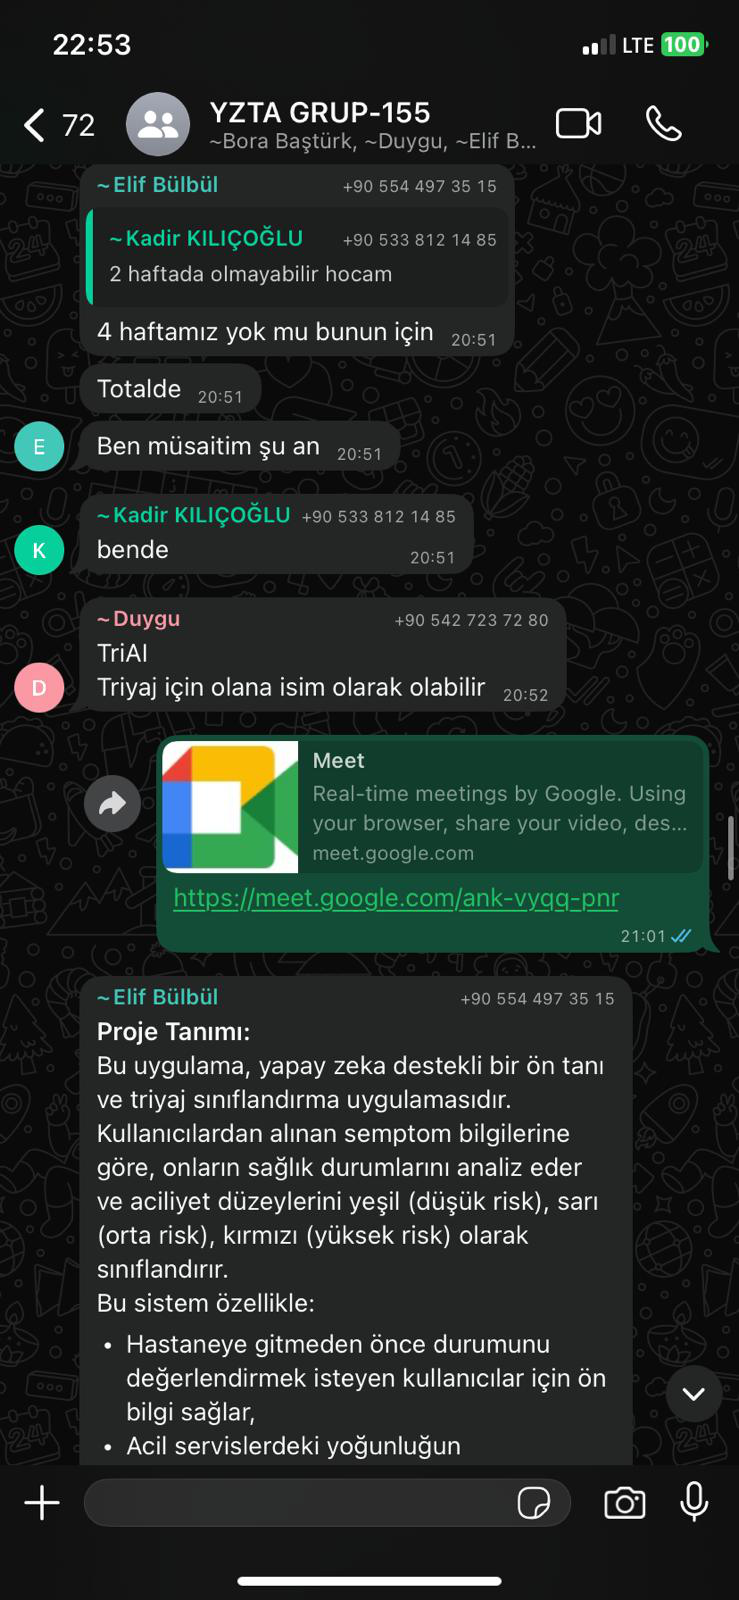 22:53
LTE 100
72
YZTA GRUP-155
~Bora Baştürk, ~Duygu, ~Elif B...
~Elif Bülbül +90 554 497 35 15
~Kadir KILIÇOĞLU +90 533 812 14 85
2 haftada olmayabilir hocam
4 haftamız yok mu bunun için 20:51
Totalde 20:51
E
Ben müsaitim şu an 20:51
~Kadir KILIÇOĞLU +90 533 812 14 85
K
bende 20:51
~Duygu +90 542 723 72 80
TriAI
D
Triyaj için olana isim olarak olabilir 20:52
Meet
Real-time meetings by Google. Using
your browser, share your video, des...
meet.google.com
https://meet.google.com/ank-vyqq-pnr
21:01
~Elif Bülbül +90 554 497 35 15
Proje Tanımı:
Bu uygulama, yapay zeka destekli bir ön tanı
ve triyaj sınıflandırma uygulamasıdır.
Kullanıcılardan alınan semptom bilgilerine
göre, onların sağlık durumlarını analiz eder
ve aciliyet düzeylerini yeşil (düşük risk), sarı
(orta risk), kırmızı (yüksek risk) olarak
sınıflandırır.
Bu sistem özellikle:
• Hastaneye gitmeden önce durumunu
değerlendirmek isteyen kullanıcılar için ön
bilgi sağlar,
• Acil servislerdeki yoğunluğun